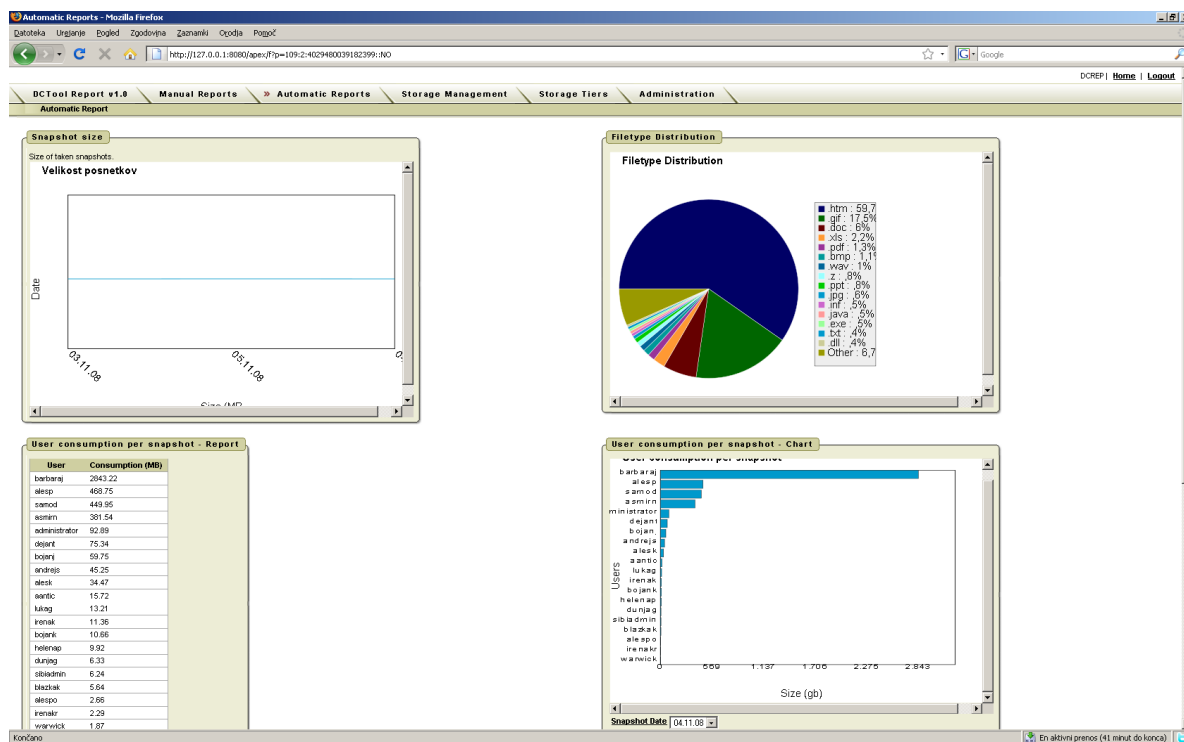 Automatic Reports - Mozilla Firefox
Datoteka Urejanje Pogled Zgodovina Zaznamki Orodja Pomoč
http://127.0.0.1:8080/apex/f?p=109:2:4029480039182399::NO
G Google
DCREP | Home | Logout
DCTool Report v1.0 Manual Reports » Automatic Reports Storage Management Storage Tiers Administration
Automatic Report
Snapshot size
Size of taken snapshots.
Velikost posnetkov
Date
03.11.08
05.11.08
Size (MB
Filetype Distribution
Filetype Distribution
.htm : 59,7
.gif : 17,5%
.doc : 6%
.xls : 2,2%
.pdf : 1,3%
.bmp : 1,1%
.wav : 1%
.z : ,8%
.ppt : ,8%
.jpg : ,6%
.inf : ,5%
.java : ,5%
.exe : ,5%
.txt : ,4%
.dll : ,4%
Other : 6,7
User consumption per snapshot - Report
User Consumption (MB)
barbaraj 2843.22
alesp 468.75
samod 449.95
asmirn 381.54
administrator 92.89
dejant 75.34
bojanj 59.75
andrejs 45.25
alesk 34.47
aantic 15.72
lukag 13.21
irenak 11.36
bojank 10.66
helenap 9.92
dunjag 6.33
sibiadmin 6.24
blazkak 5.64
alespo 2.66
irenakr 2.29
warwick 1.87
User consumption per snapshot - Chart
User consumption per snapshot
barbaraj
alesp
samod
asmirn
ministrator
dejant
bojanj
andrejs
alesk
aantic
lukag
irenak
bojank
helenap
dunjag
sibiadmin
blazkak
alespo
irenakr
warwick
Users
0 569 1.137 1.706 2.275 2.843
Size (gb)
Snapshot Date 04.11.08
Končano
En aktivni prenos (41 minut do konca)